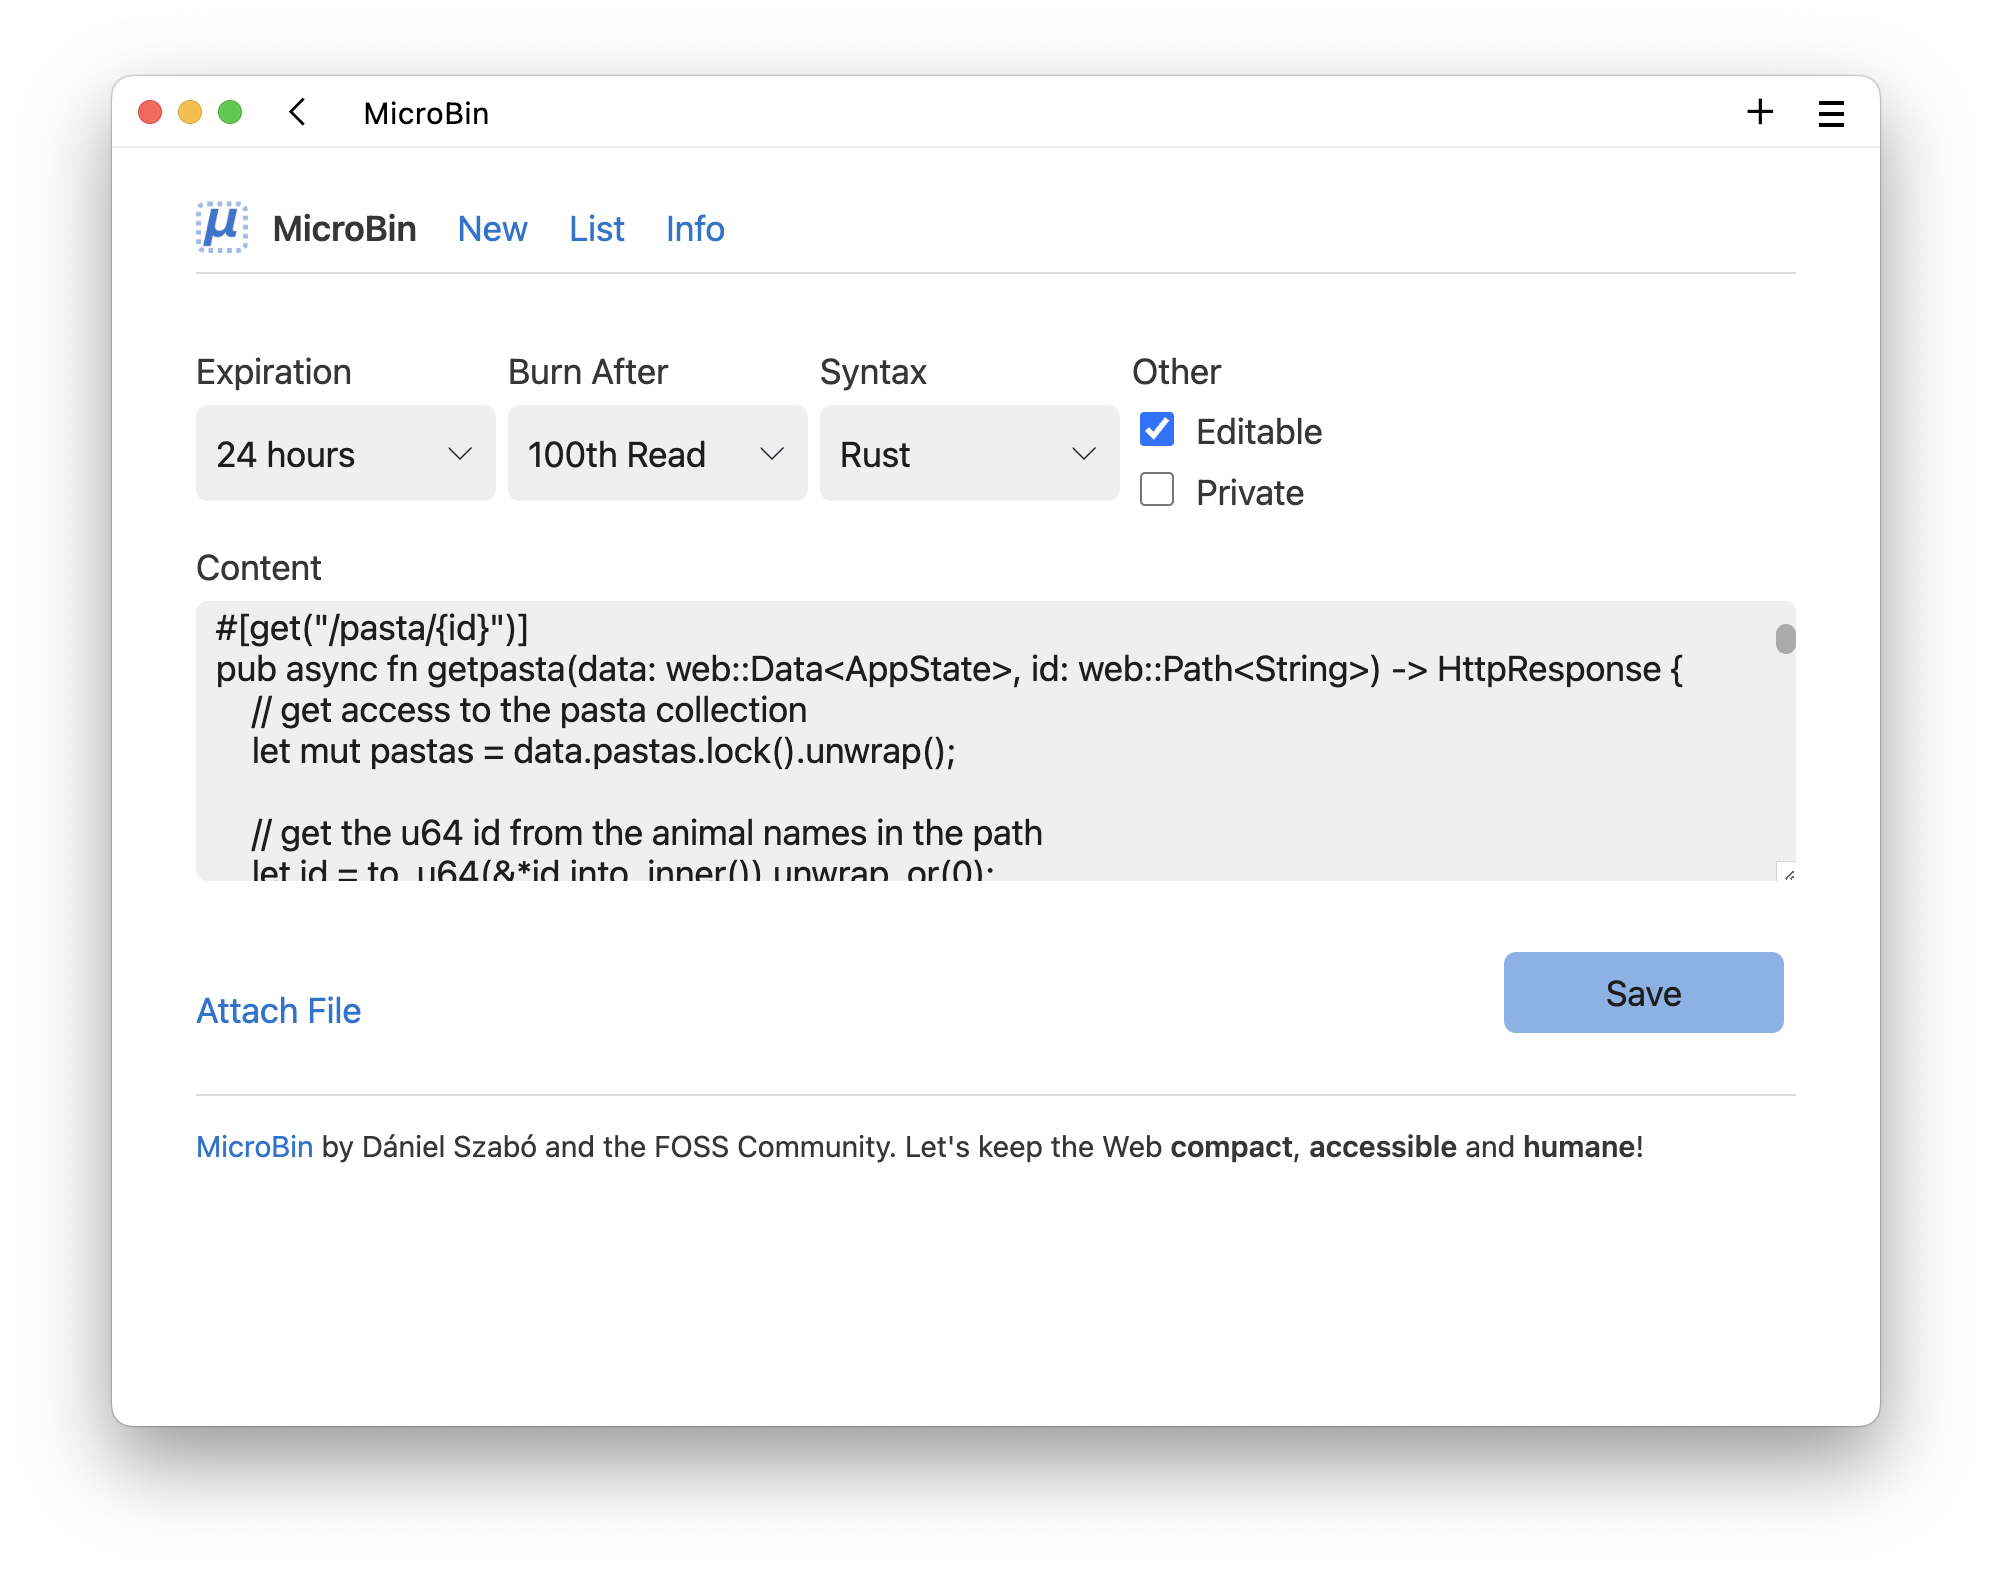 MicroBin
µ MicroBin New List Info
Expiration Burn After Syntax Other
24 hours 100th Read Rust
Editable
Private
Content
#[get("/pasta/{id}")]
pub async fn getpasta(data: web::Data<AppState>, id: web::Path<String>) -> HttpResponse {
// get access to the pasta collection
let mut pastas = data.pastas.lock().unwrap();
// get the u64 id from the animal names in the path
let id = to_u64(&*id.into_inner()).unwrap_or(0);
Attach File
Save
MicroBin by Dániel Szabó and the FOSS Community. Let's keep the Web compact, accessible and humane!